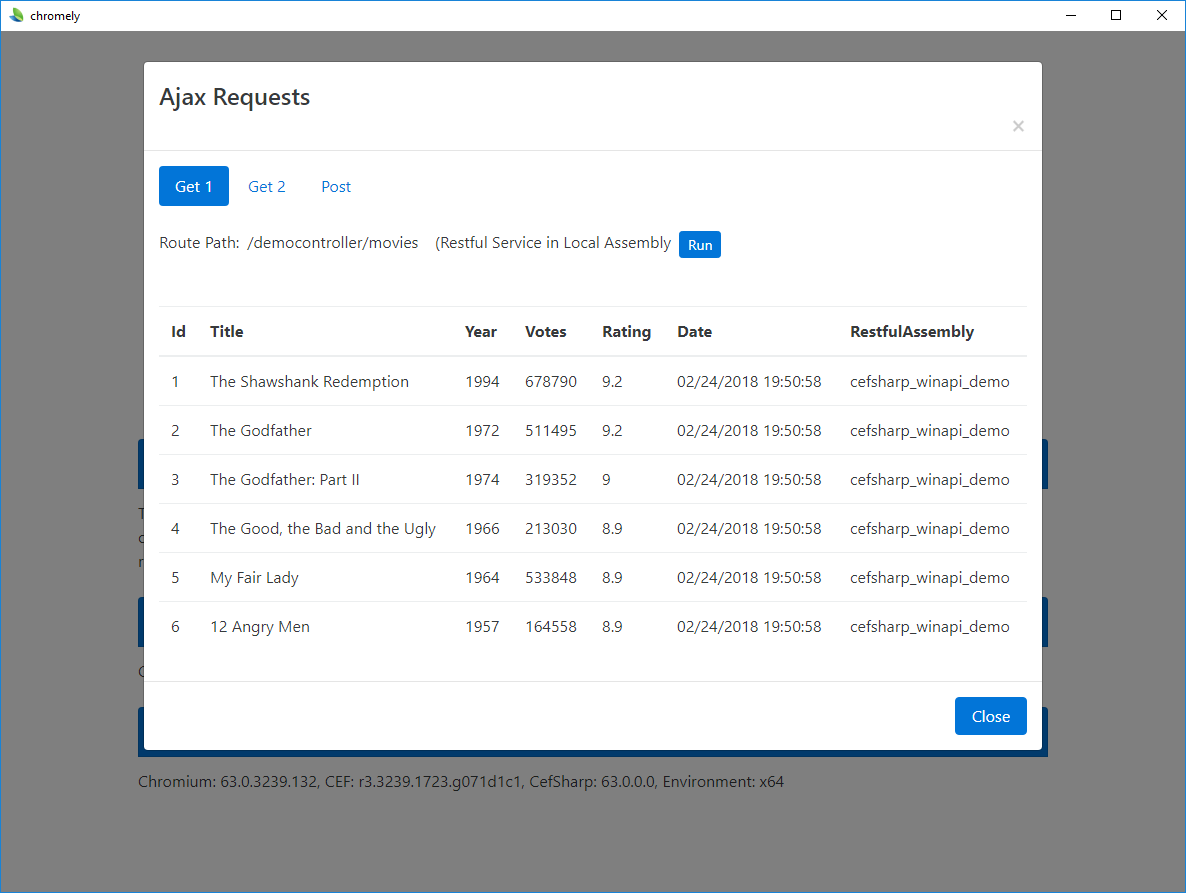 chromely
Ajax Requests
×
Get 1 Get 2 Post
Route Path: /democontroller/movies (Restful Service in Local Assembly Run
Id Title Year Votes Rating Date RestfulAssembly
1 The Shawshank Redemption 1994 678790 9.2 02/24/2018 19:50:58 cefsharp_winapi_demo
2 The Godfather 1972 511495 9.2 02/24/2018 19:50:58 cefsharp_winapi_demo
3 The Godfather: Part II 1974 319352 9 02/24/2018 19:50:58 cefsharp_winapi_demo
4 The Good, the Bad and the Ugly 1966 213030 8.9 02/24/2018 19:50:58 cefsharp_winapi_demo
5 My Fair Lady 1964 533848 8.9 02/24/2018 19:50:58 cefsharp_winapi_demo
6 12 Angry Men 1957 164558 8.9 02/24/2018 19:50:58 cefsharp_winapi_demo
Close
Chromium: 63.0.3239.132, CEF: r3.3239.1723.g071d1c1, CefSharp: 63.0.0.0, Environment: x64